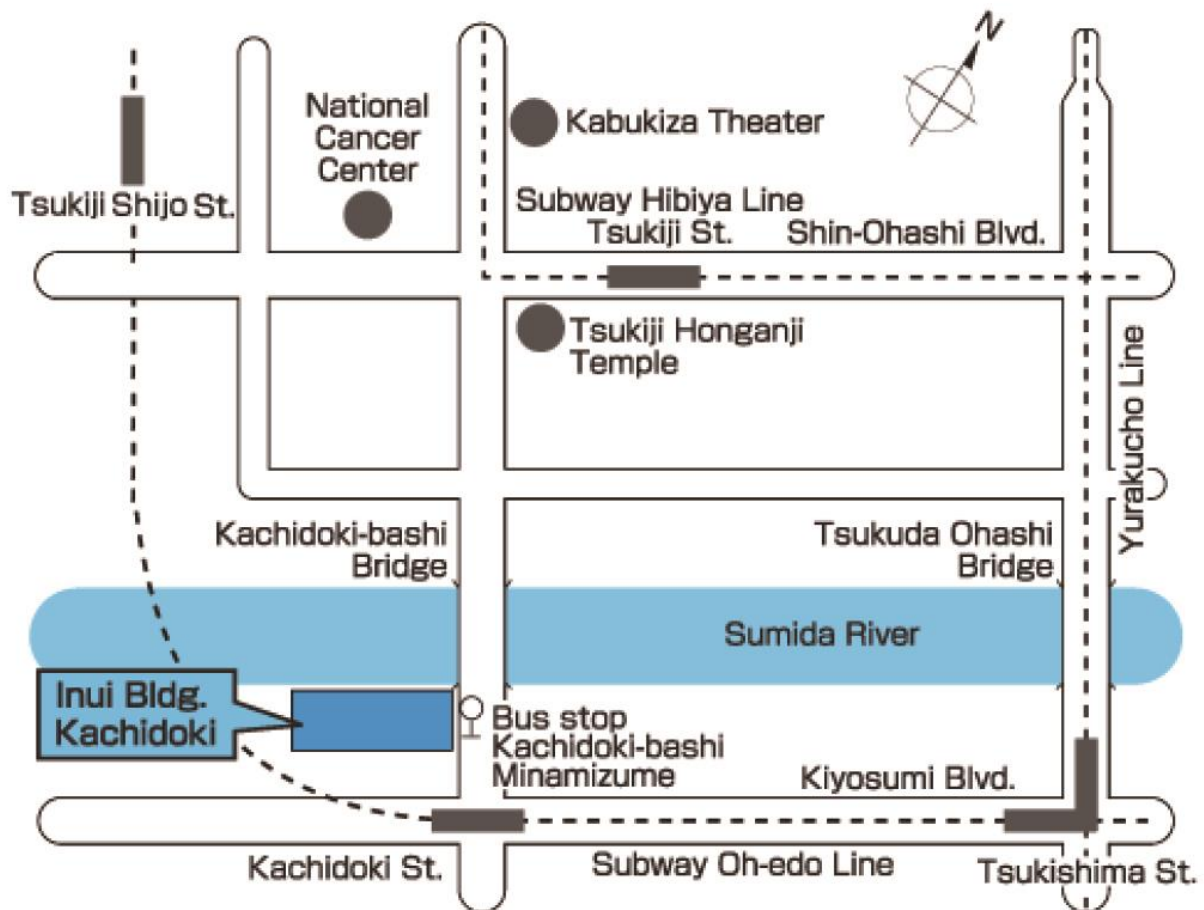 N
National
Cancer
Center
Kabukiza Theater
Tsukiji Shijo St.
Subway Hibiya Line
Tsukiji St.
Shin-Ohashi Blvd.
Tsukiji Honganji
Temple
Yurakucho Line
Kachidoki-bashi
Bridge
Tsukuda Ohashi
Bridge
Sumida River
Inui Bldg.
Kachidoki
Bus stop
Kachidoki-bashi
Minamizume
Kiyosumi Blvd.
Kachidoki St.
Subway Oh-edo Line
Tsukishima St.